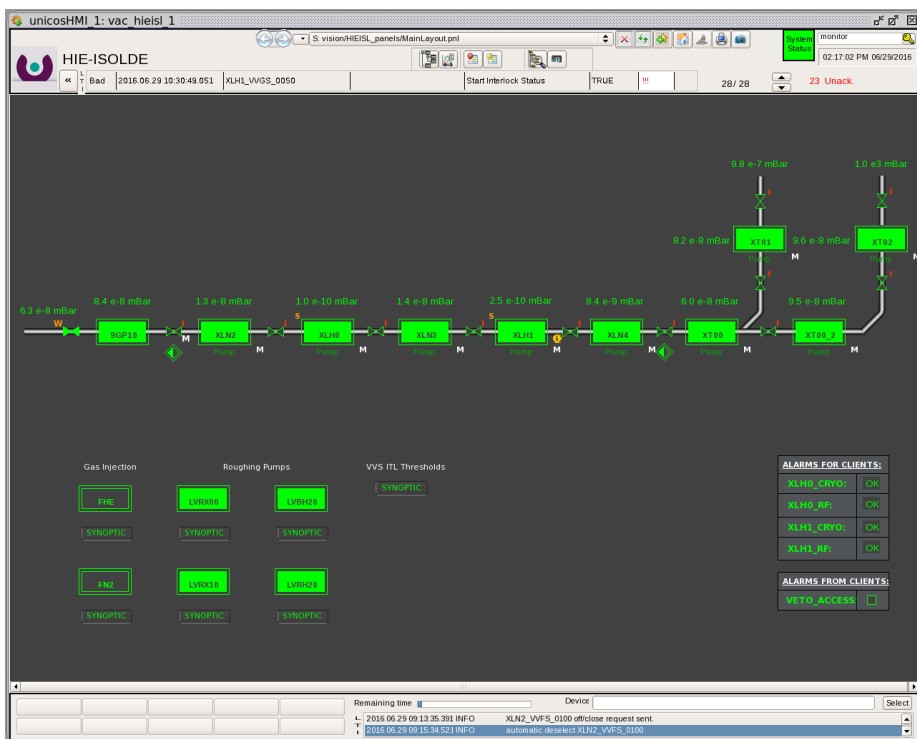 unicosHMI_1: vac_hieisl_1
S: vision/HIEISL_panels/MainLayout.pnl
System Status
monitor
HIE-ISOLDE
02:17:02 PM 06/29/2016
« L T I Bad 2016.06.29 10:30:49.051 XLH1_VVGS_0050 Start Interlock Status TRUE !!! 28/ 28 23 Unack.
9.8 e-7 mBar 1.0 e3 mBar
I I
8.2 e-8 mBar XT01 9.6 e-8 mBar XT02
Pump M Pump M
I I
6.3 e-8 mBar 8.4 e-8 mBar 1.3 e-8 mBar 1.0 e-10 mBar 1.4 e-8 mBar 2.5 e-10 mBar 8.4 e-9 mBar 6.0 e-8 mBar 9.5 e-8 mBar
W I I S I I S I I I
9GP10 XLN2 XLH0 XLN3 XLH1 XLN4 XT00 XT00_2
M Pump M Pump M Pump M Pump M Pump M Pump M Pump M
Gas Injection Roughing Pumps VVS ITL Thresholds
FHE LVRX00 LVBH20 SYNOPTIC
SYNOPTIC SYNOPTIC SYNOPTIC
FN2 LVRX10 LVRH20
SYNOPTIC SYNOPTIC SYNOPTIC
ALARMS FOR CLIENTS:
XLH0_CRYO: OK
XLH0_RF: OK
XLH1_CRYO: OK
XLH1_RF: OK
ALARMS FROM CLIENTS:
VETO_ACCESS:
Remaining time Device Select
L T 2016.06.29 09:13:35.391 INFO XLN2_VVFS_0100 off/close request sent.
2016.06.29 09:15:34.521 INFO automatic deselect XLN2_VVFS_0100